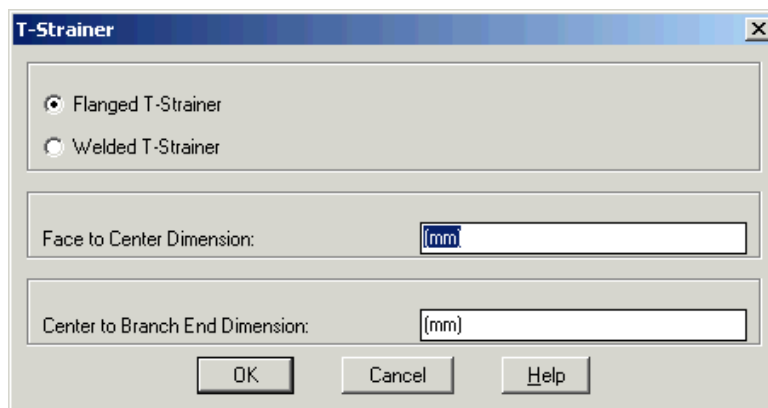 T-Strainer
Flanged T-Strainer
Welded T-Strainer
Face to Center Dimension: (mm)
Center to Branch End Dimension: (mm)
OK Cancel Help